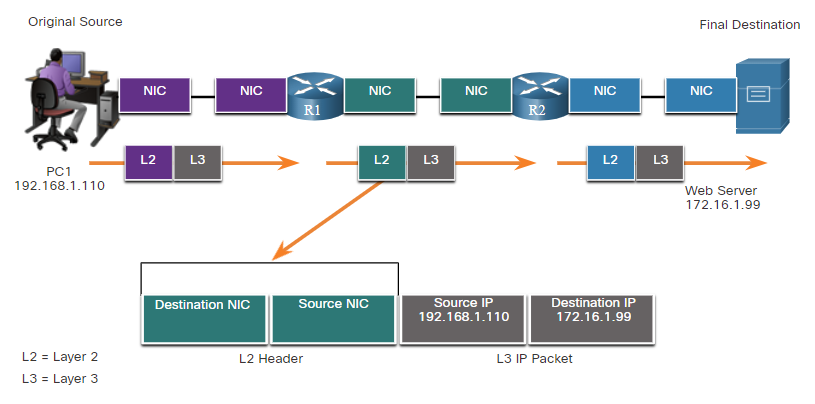 Original Source
Final Destination
NIC NIC R1 NIC NIC R2 NIC NIC
L2 L3 L2 L3 L2 L3
PC1
192.168.1.110
Web Server
172.16.1.99
Destination NIC Source NIC Source IP
192.168.1.110 Destination IP
172.16.1.99
L2 Header L3 IP Packet
L2 = Layer 2
L3 = Layer 3